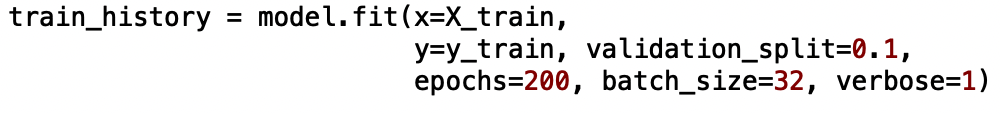 train_history = model.fit(x=X_train,
y=y_train, validation_split=0.1,
epochs=200, batch_size=32, verbose=1)